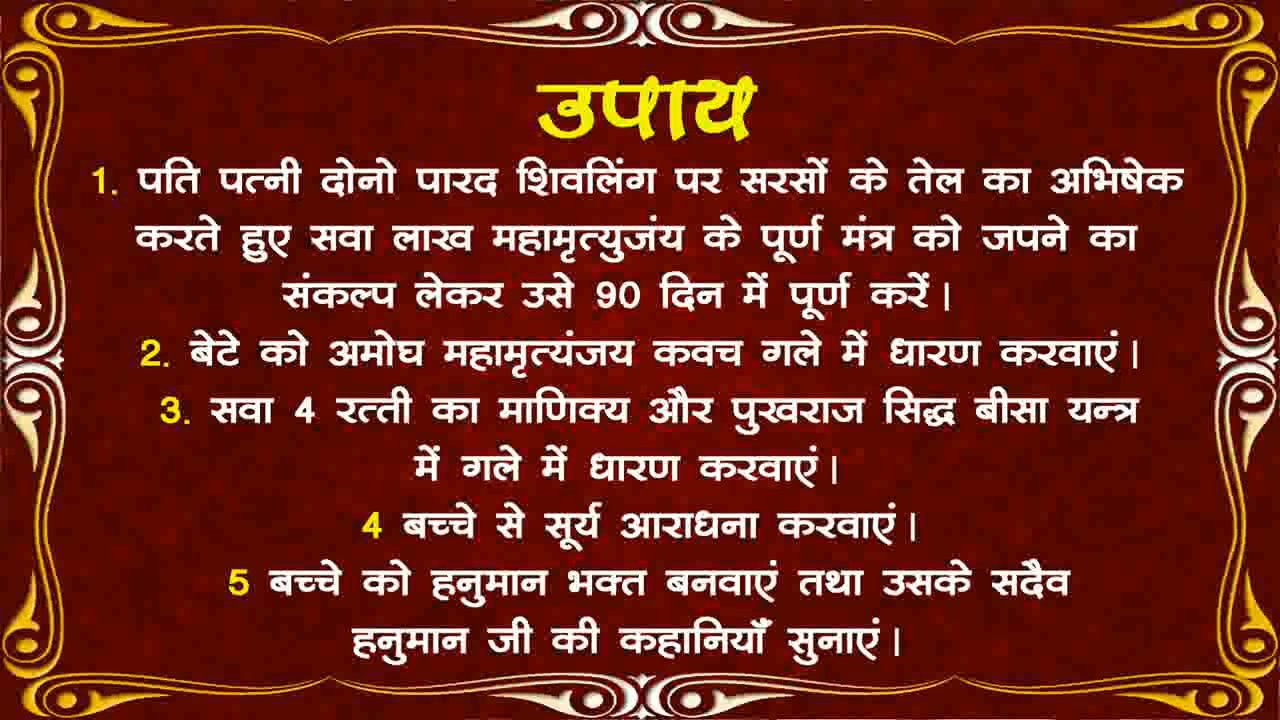 उपाय
1. पति पत्नी दोनो पारद शिवलिंग पर सरसों के तेल का अभिषेक
करते हुए सवा लाख महामृत्युजंय के पूर्ण मंत्र को जपने का
संकल्प लेकर उसे 90 दिन में पूर्ण करें।
2. बेटे को अमोघ महामृत्यंजय कवच गले में धारण करवाएं।
3. सवा 4 रत्ती का माणिक्य और पुखराज सिद्ध बीसा यन्त्र
में गले में धारण करवाएं।
4 बच्चे से सूर्य आराधना करवाएं।
5 बच्चे को हनुमान भक्त बनवाएं तथा उसके सदैव
हनुमान जी की कहानियाँ सुनाएं।